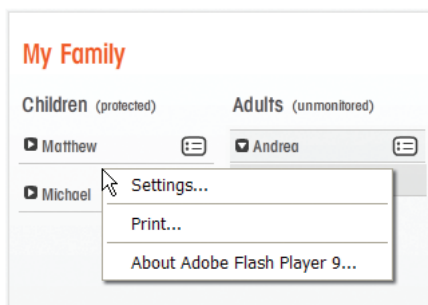 My Family
Children (protected)
Adults (unmonitored)
Matthew
Andrea
Michael
Settings...
Print...
About Adobe Flash Player 9...